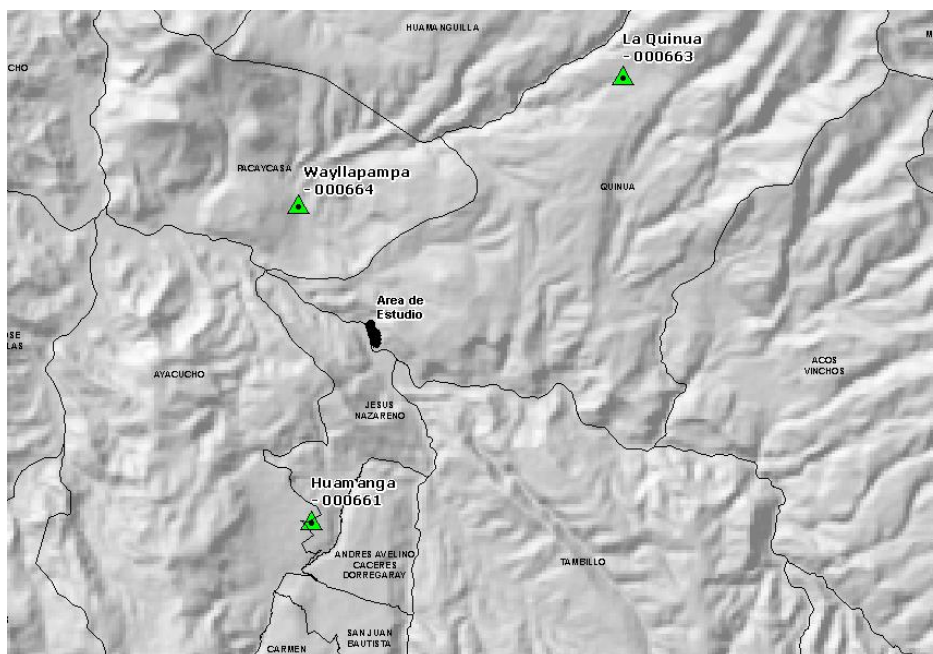 HUAMANGUILLA
La Quinua
- 000663
CHO
M
PACAYCASA
Wayllapampa
- 000664
QUINUA
Area de
Estudio
OSE
LAS
AYACUCHO
ACOS
VINCHOS
JESUS
NAZARENO
Huamanga
- 000661
ANDRES AVELINO
CACERES
DORREGARAY
TAMBILLO
SAN JUAN
BAUTISTA
CARMEN